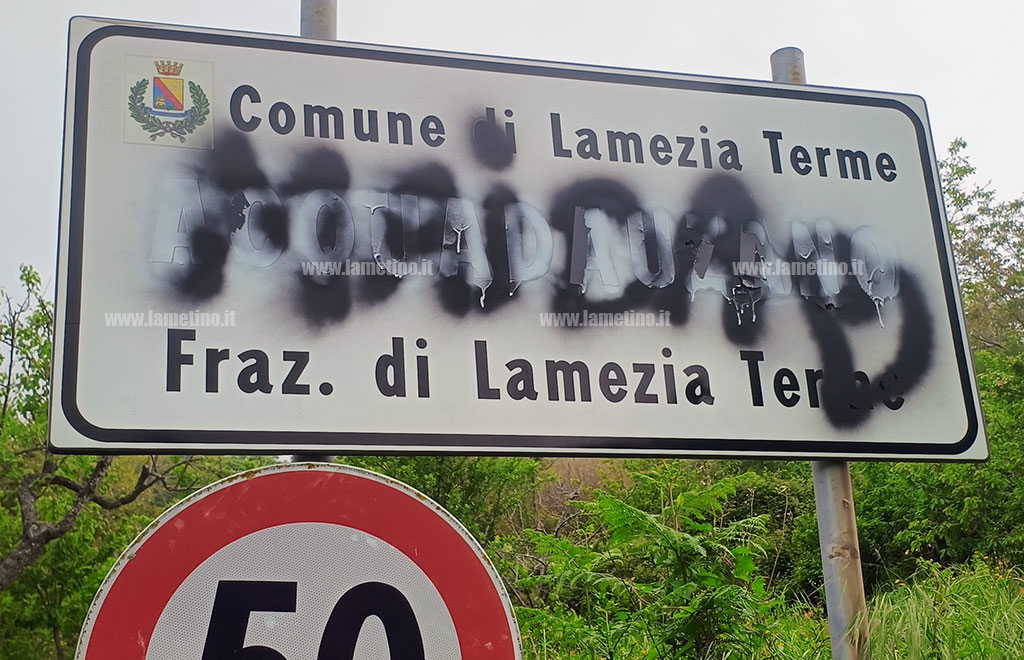 Comune di Lamezia Terme
ACQUADAUZANO
www.lametino.it www.lametino.it
www.lametino.it www.lametino.it
Fraz. di Lamezia Terme
50